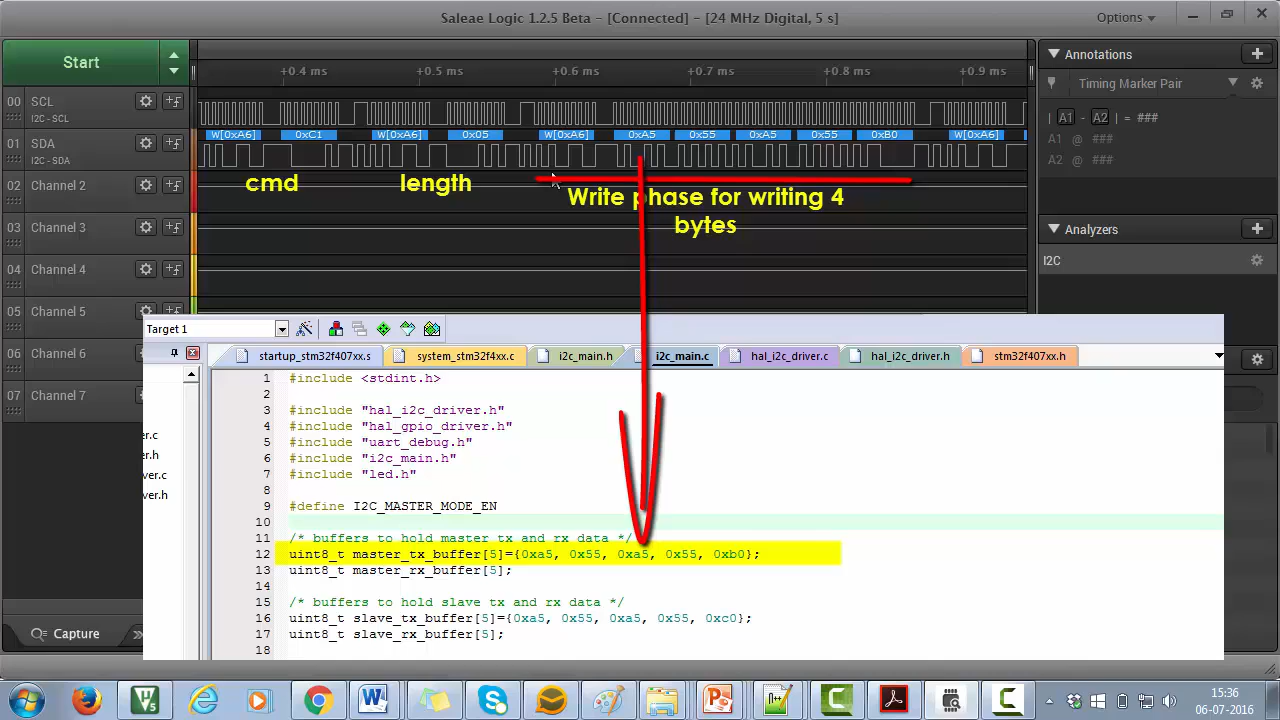 Saleae Logic 1.2.5 Beta – [Connected] – [24 MHz Digital, 5 s]
Options
Start
+0.4 ms
+0.5 ms
+0.6 ms
+0.7 ms
+0.8 ms
+0.9 ms
Annotations
Timing Marker Pair
| A1 - A2 | = ###
A1 @ ###
A2 @ ###
Analyzers
I2C
00 SCL
I2C - SCL
W[0xA6] 0xC1 W[0xA6] 0x05 W[0xA6] 0xA5 0x55 0xA5 0x55 0xB0 W[0xA6]
01 SDA
I2C - SDA
02 Channel 2
cmd
length
Write phase for writing 4
bytes
03 Channel 3
04 Channel 4
05 Channel 5
06 Channel 6
07 Channel 7
Capture
Target 1
startup_stm32f407xx.s
system_stm32f4xx.c
i2c_main.h
i2c_main.c
hal_i2c_driver.c
hal_i2c_driver.h
stm32f407xx.h
er.c
er.h
ver.c
ver.h
1 #include <stdint.h>
2
3 #include "hal_i2c_driver.h"
4 #include "hal_gpio_driver.h"
5 #include "uart_debug.h"
6 #include "i2c_main.h"
7 #include "led.h"
8
9 #define I2C_MASTER_MODE_EN
10
11 /* buffers to hold master tx and rx data */
12 uint8_t master_tx_buffer[5]={0xa5, 0x55, 0xa5, 0x55, 0xb0};
13 uint8_t master_rx_buffer[5];
14
15 /* buffers to hold slave tx and rx data */
16 uint8_t slave_tx_buffer[5]={0xa5, 0x55, 0xa5, 0x55, 0xc0};
17 uint8_t slave_rx_buffer[5];
18
15:36
06-07-2016